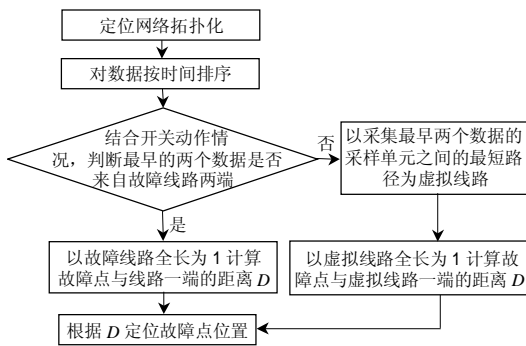 定位网络拓扑化
对数据按时间排序
结合开关动作情
况，判断最早的两个数据是否
来自故障线路两端
否
以采集最早两个数据的
采样单元之间的最短路
径为虚拟线路
是
以故障线路全长为 1 计算
故障点与线路一端的距离 D
以虚拟线路全长为 1 计算故
障点与虚拟线路一端的距离 D
根据 D 定位故障点位置